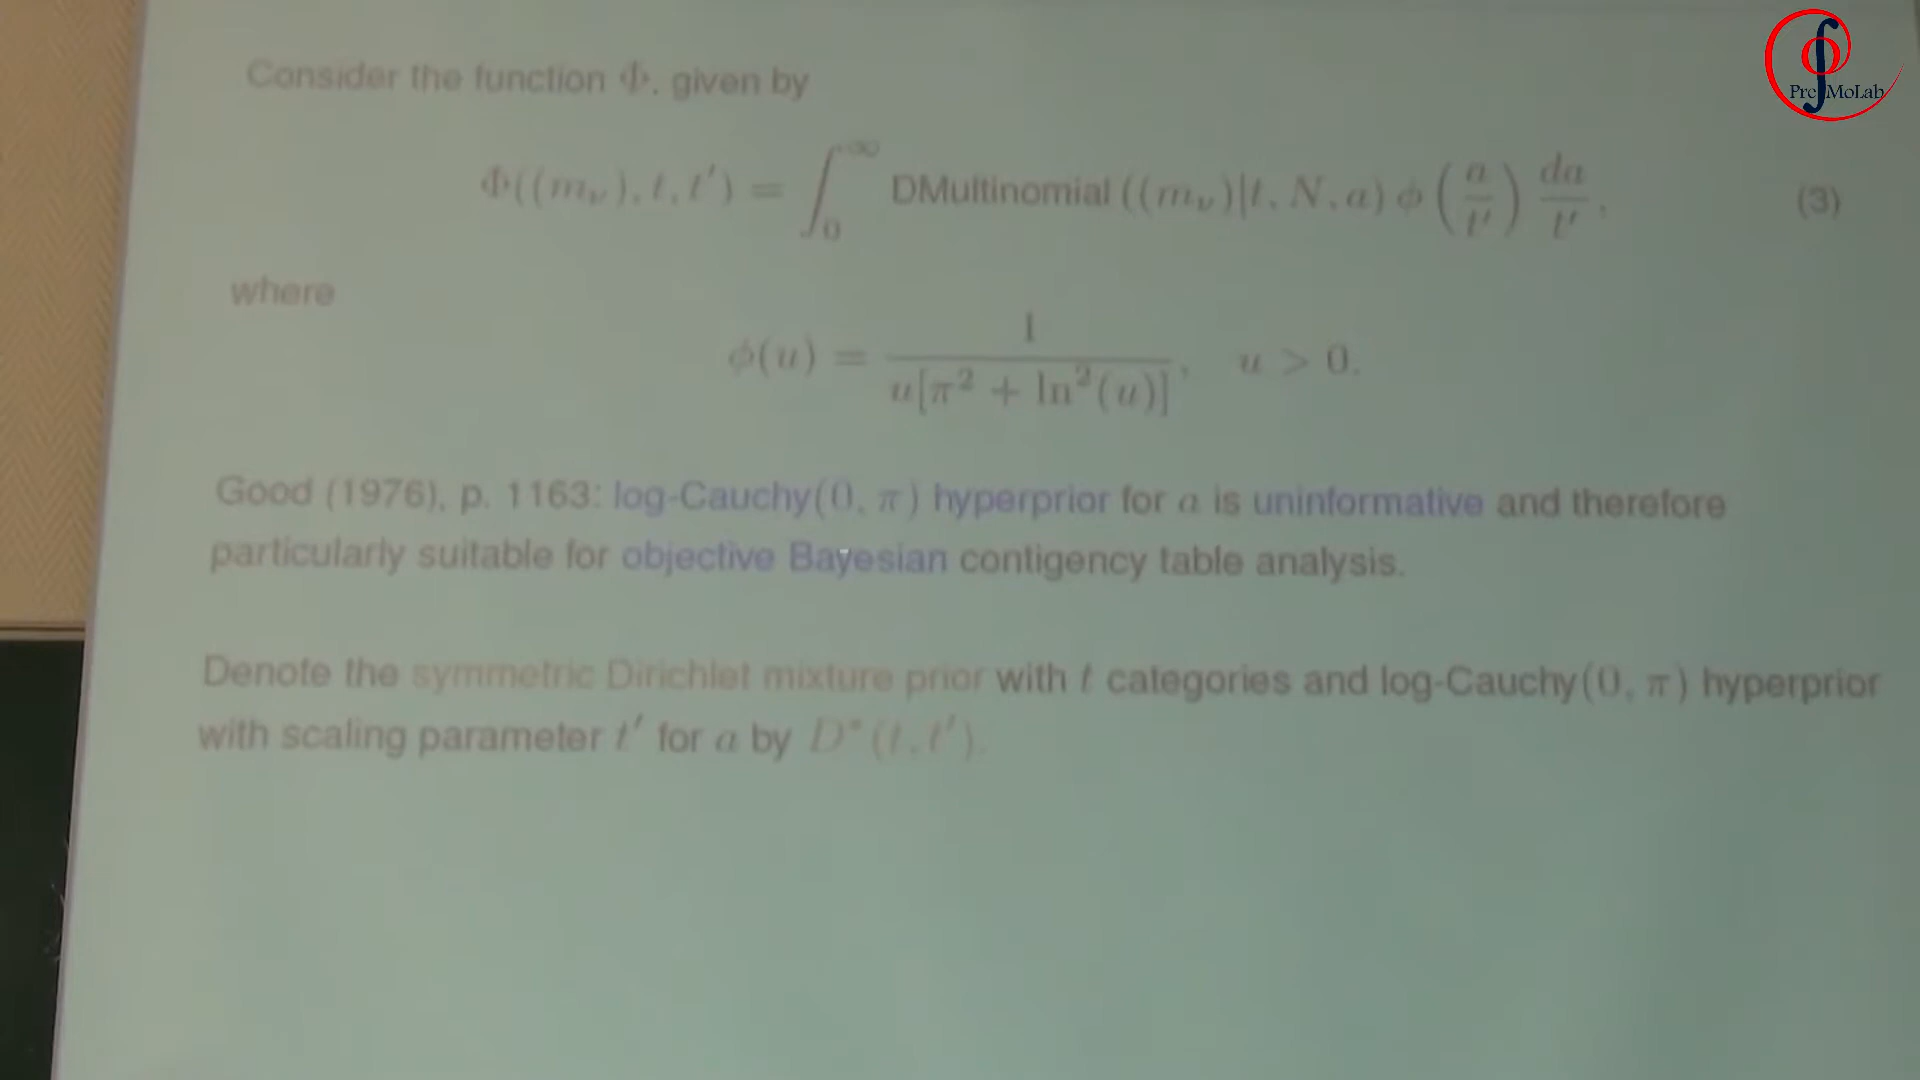 PreMoLab
Consider the function Φ, given by
Φ((m_ν), t, t′) = ∫_0^{+∞} DMultinomial ((m_ν)|t, N, a) ϕ (a/t′) da/t′, (3)
where
ϕ(u) = 1/(u[π² + ln²(u)]), u > 0.
Good (1976), p. 1163: log-Cauchy(0, π) hyperprior for a is uninformative and therefore
particularly suitable for objective Bayesian contigency table analysis.
Denote the symmetric Dirichlet mixture prior with t categories and log-Cauchy(0, π) hyperprior
with scaling parameter t′ for a by D*(t, t′).